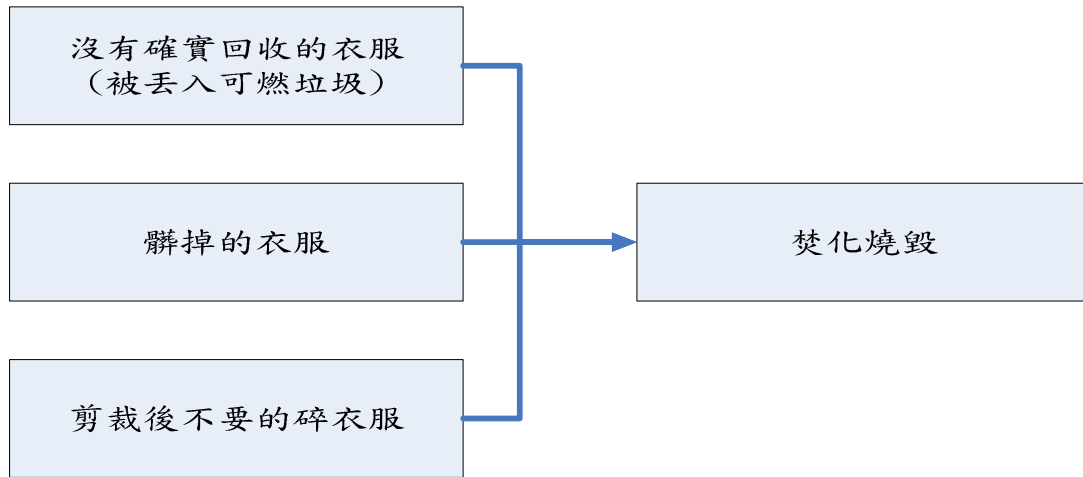 沒有確實回收的衣服
（被丟入可燃垃圾）
髒掉的衣服
焚化燒毀
剪裁後不要的碎衣服